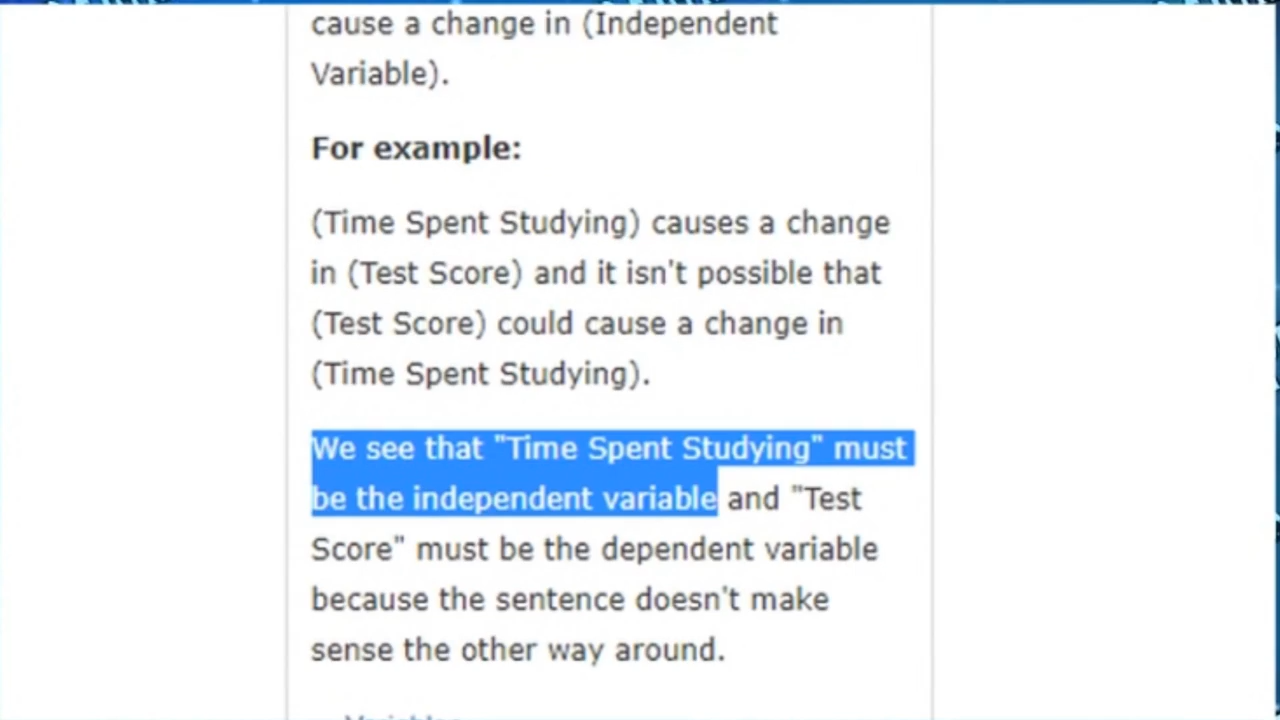 cause a change in (Independent
Variable).
For example:
(Time Spent Studying) causes a change
in (Test Score) and it isn't possible that
(Test Score) could cause a change in
(Time Spent Studying).
We see that "Time Spent Studying" must
be the independent variable and "Test
Score" must be the dependent variable
because the sentence doesn't make
sense the other way around.